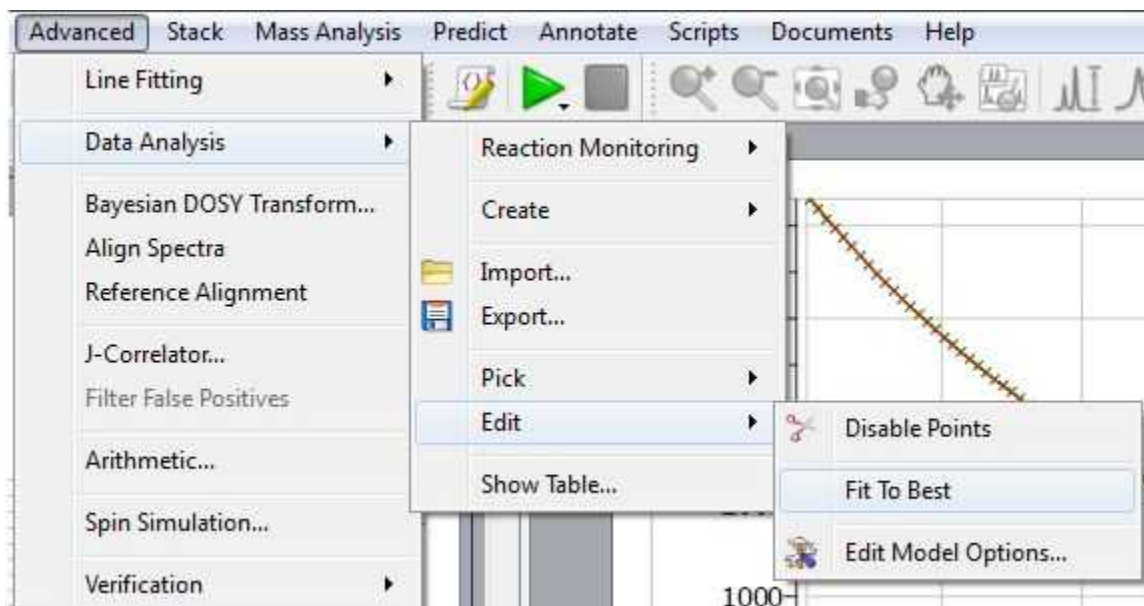 Advanced Stack Mass Analysis Predict Annotate Scripts Documents Help
Line Fitting
Data Analysis
Bayesian DOSY Transform...
Align Spectra
Reference Alignment
J-Correlator...
Filter False Positives
Arithmetic...
Spin Simulation...
Verification
Reaction Monitoring
Create
Import...
Export...
Pick
Edit
Show Table...
Disable Points
Fit To Best
Edit Model Options...
1000